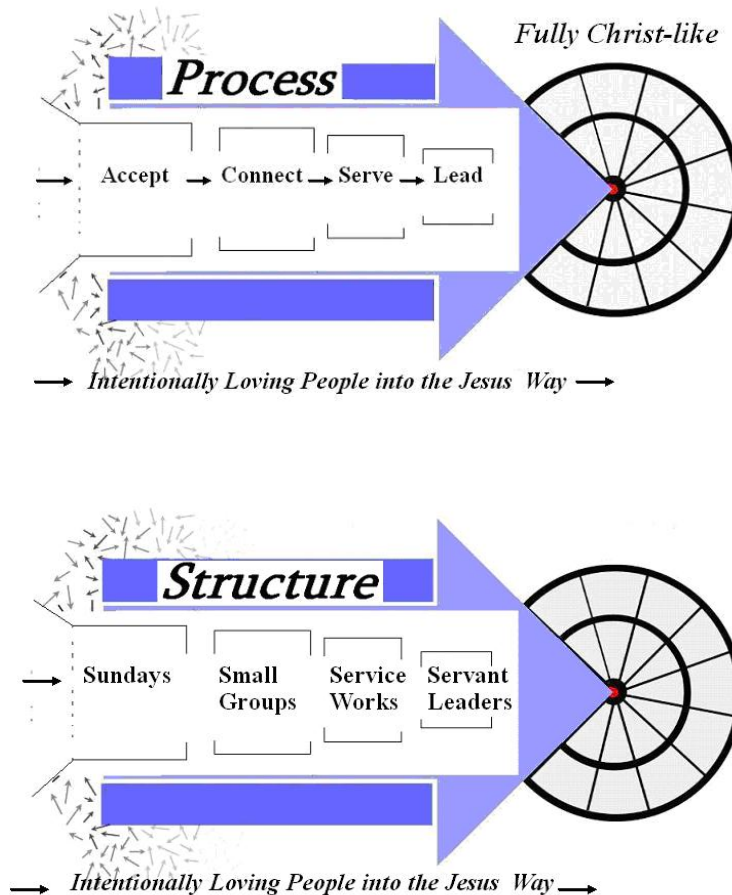 Fully Christ-like
Process
Accept Connect Serve Lead
Intentionally Loving People into the Jesus Way
Structure
Sundays Small Service Servant
Groups Works Leaders
Intentionally Loving People into the Jesus Way